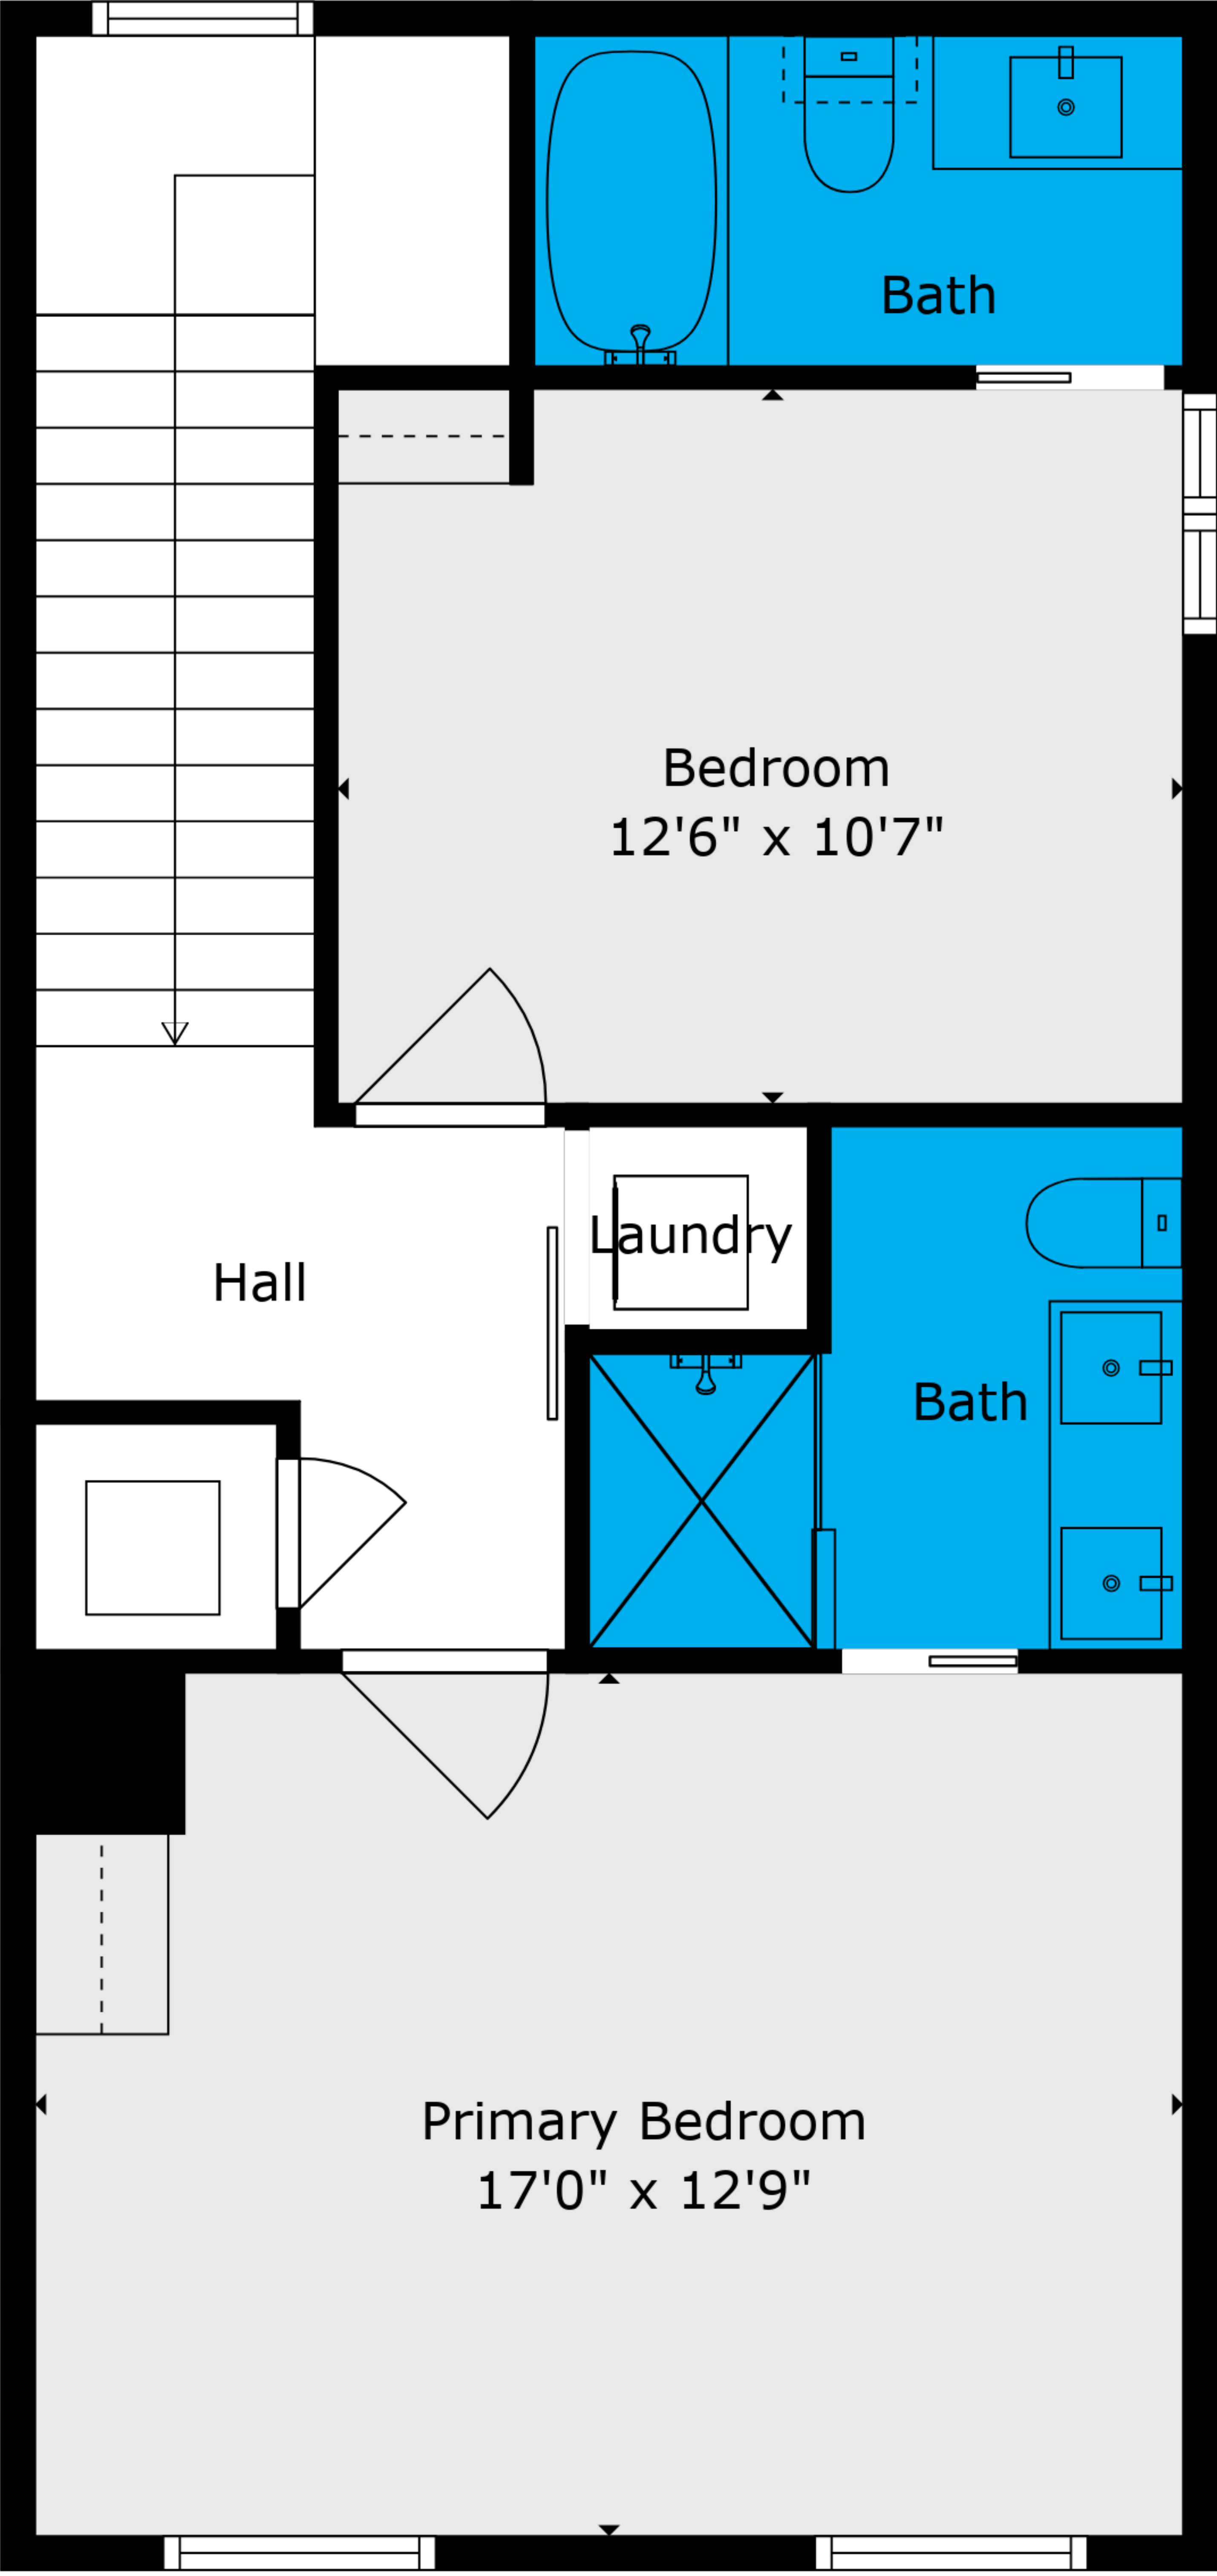 Bath
Bedroom
12'6" x 10'7"
Laundry
Hall
Bath
Primary Bedroom
17'0" x 12'9"